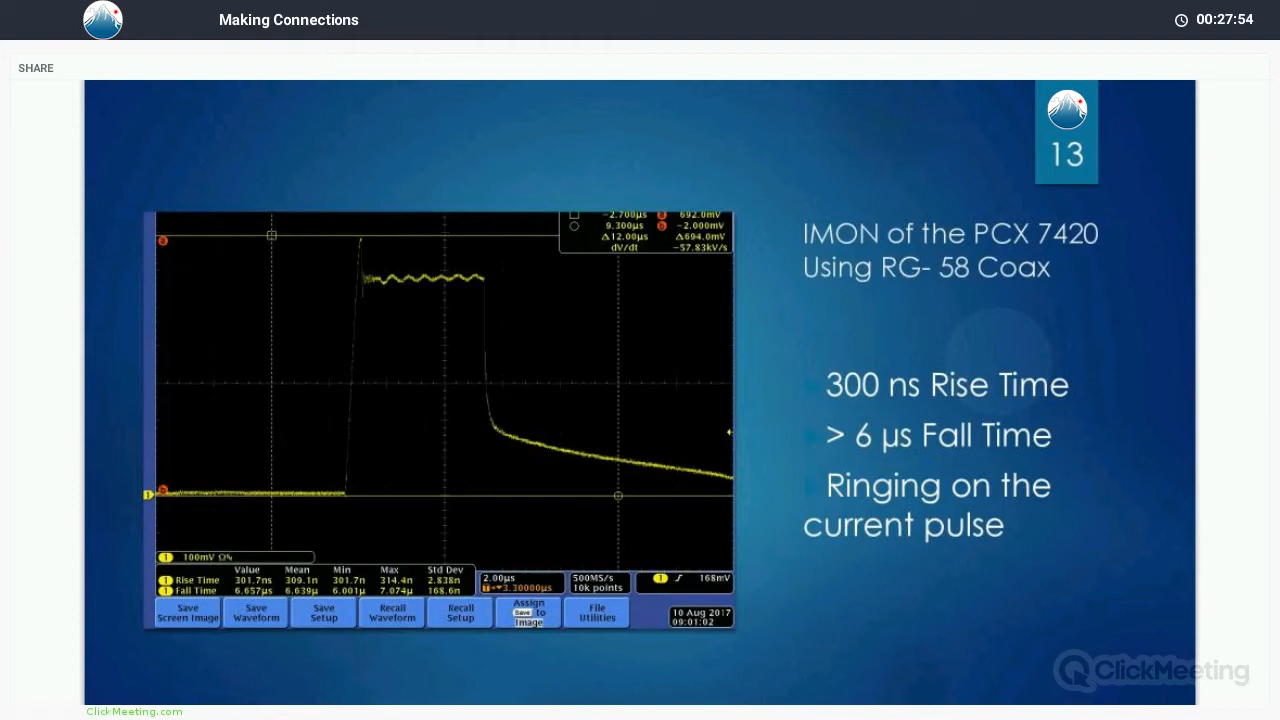 Making Connections
00:27:54
SHARE
13
IMON of the PCX 7420
Using RG- 58 Coax
300 ns Rise Time
> 6 µs Fall Time
Ringing on the
current pulse
a
-2.700µs a 692.0mV
9.300µs b -2.000mV
Δ12.00µs Δ694.0mV
dV/dt -57.83kV/s
b
1
1 100mV Ω
Value Mean Min Max Std Dev
1 Rise Time 301.7ns 309.1n 301.7n 314.4n 2.838n
1 Fall Time 6.657µs 6.639µ 6.001µ 7.074µ 168.6n
2.00µs
3.30000µs
500MS/s
10k points
1 168mV
Save
Screen Image
Save
Waveform
Save
Setup
Recall
Waveform
Recall
Setup
Assign
Save to
Image
File
Utilities
10 Aug 2017
09:01:02
ClickMeeting
ClickMeeting.com